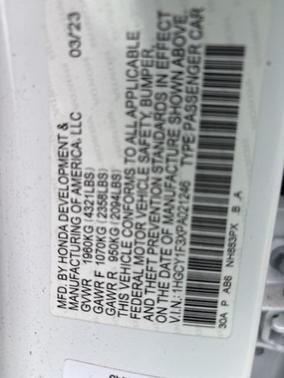 MFD. BY HONDA DEVELOPMENT &
MANUFACTURING OF AMERICA, LLC 03/23
GVWR 1960KG (4321LBS)
GAWR F 1070KG (2358LBS)
GAWR R 950KG (2094LBS)
THIS VEHICLE CONFORMS TO ALL APPLICABLE
FEDERAL MOTOR VEHICLE SAFETY, BUMPER,
AND THEFT PREVENTION STANDARDS IN EFFECT
ON THE DATE OF MANUFACTURE SHOWN ABOVE.
V.I.N.: 1HGCY1F3XPA021246
TYPE: PASSENGER CAR
30A P AB6 NH883PX B A